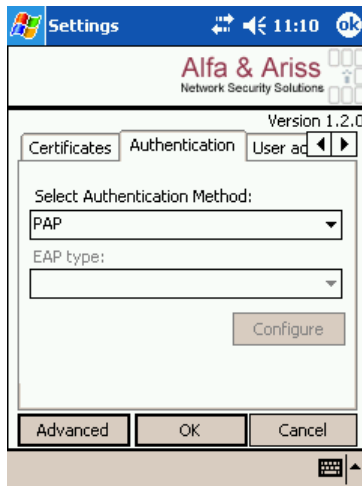 Settings 11:10 ok
Alfa & Ariss
Network Security Solutions
Version 1.2.0
Certificates Authentication User ac
Select Authentication Method:
PAP
EAP type:
Configure
Advanced OK Cancel